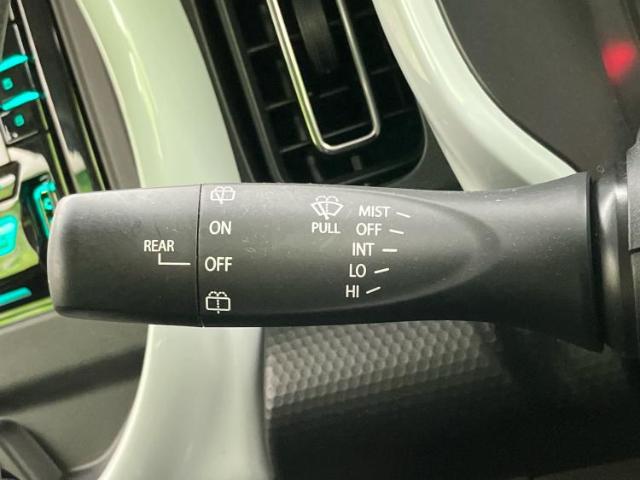 REAR
ON
OFF
PULL
MIST
OFF
INT
LO
HI